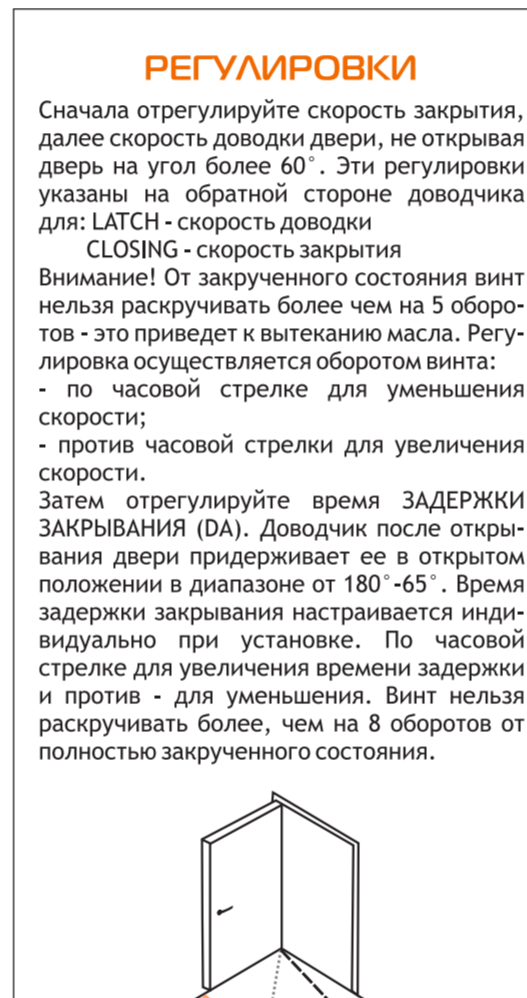 РЕГУЛИРОВКИ
Сначала отрегулируйте скорость закрытия,
далее скорость доводки двери, не открывая
дверь на угол более 60°. Эти регулировки
указаны на обратной стороне доводчика
для: LATCH - скорость доводки
CLOSING - скорость закрытия
Внимание! От закрученного состояния винт
нельзя раскручивать более чем на 5 оборо-
тов - это приведет к вытеканию масла. Регу-
лировка осуществляется оборотом винта:
- по часовой стрелке для уменьшения
скорости;
- против часовой стрелки для увеличения
скорости.
Затем отрегулируйте время ЗАДЕРЖКИ
ЗАКРЫВАНИЯ (DA). Доводчик после откры-
вания двери придерживает ее в открытом
положении в диапазоне от 180°-65°. Время
задержки закрывания настраивается инди-
видуально при установке. По часовой
стрелке для увеличения времени задержки
и против - для уменьшения. Винт нельзя
раскручивать более, чем на 8 оборотов от
полностью закрученного состояния.